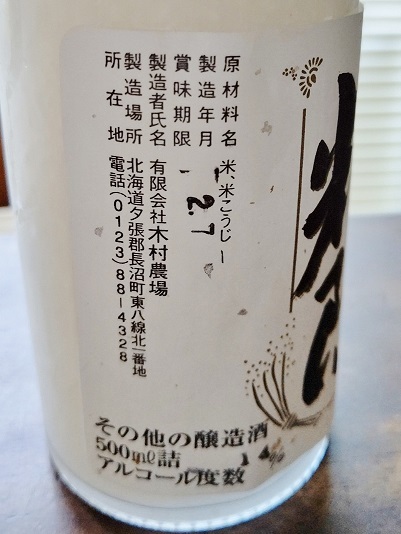 原材料名 米、米こうじ
製造年月 2.7
賞味期限
製造者氏名 有限会社木村農場
製造場所 北海道夕張郡長沼町東八線北一番地
所在地 電話(0123)88-4328
その他の醸造酒
500㎖詰
アルコール度数